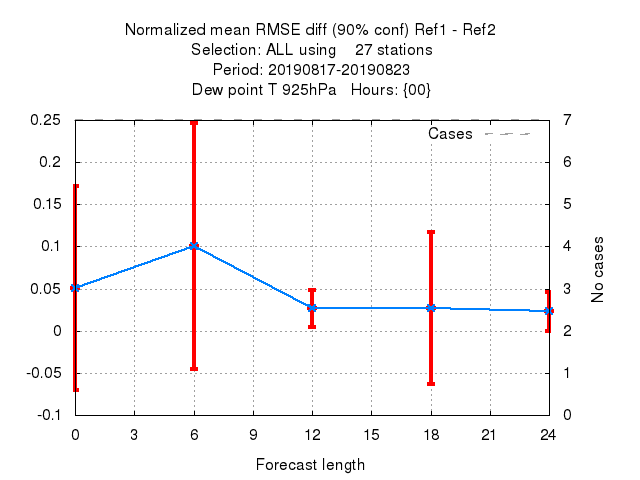 Normalized mean RMSE diff (90% conf) Ref1 - Ref2
Selection: ALL using    27 stations
Period: 20190817-20190823
Dew point T 925hPa   Hours: {00}
Cases
0.25
0.2
0.15
0.1
0.05
0
-0.05
-0.1
7
6
5
4
3
2
1
0
No cases
0 3 6 9 12 15 18 21 24
Forecast length